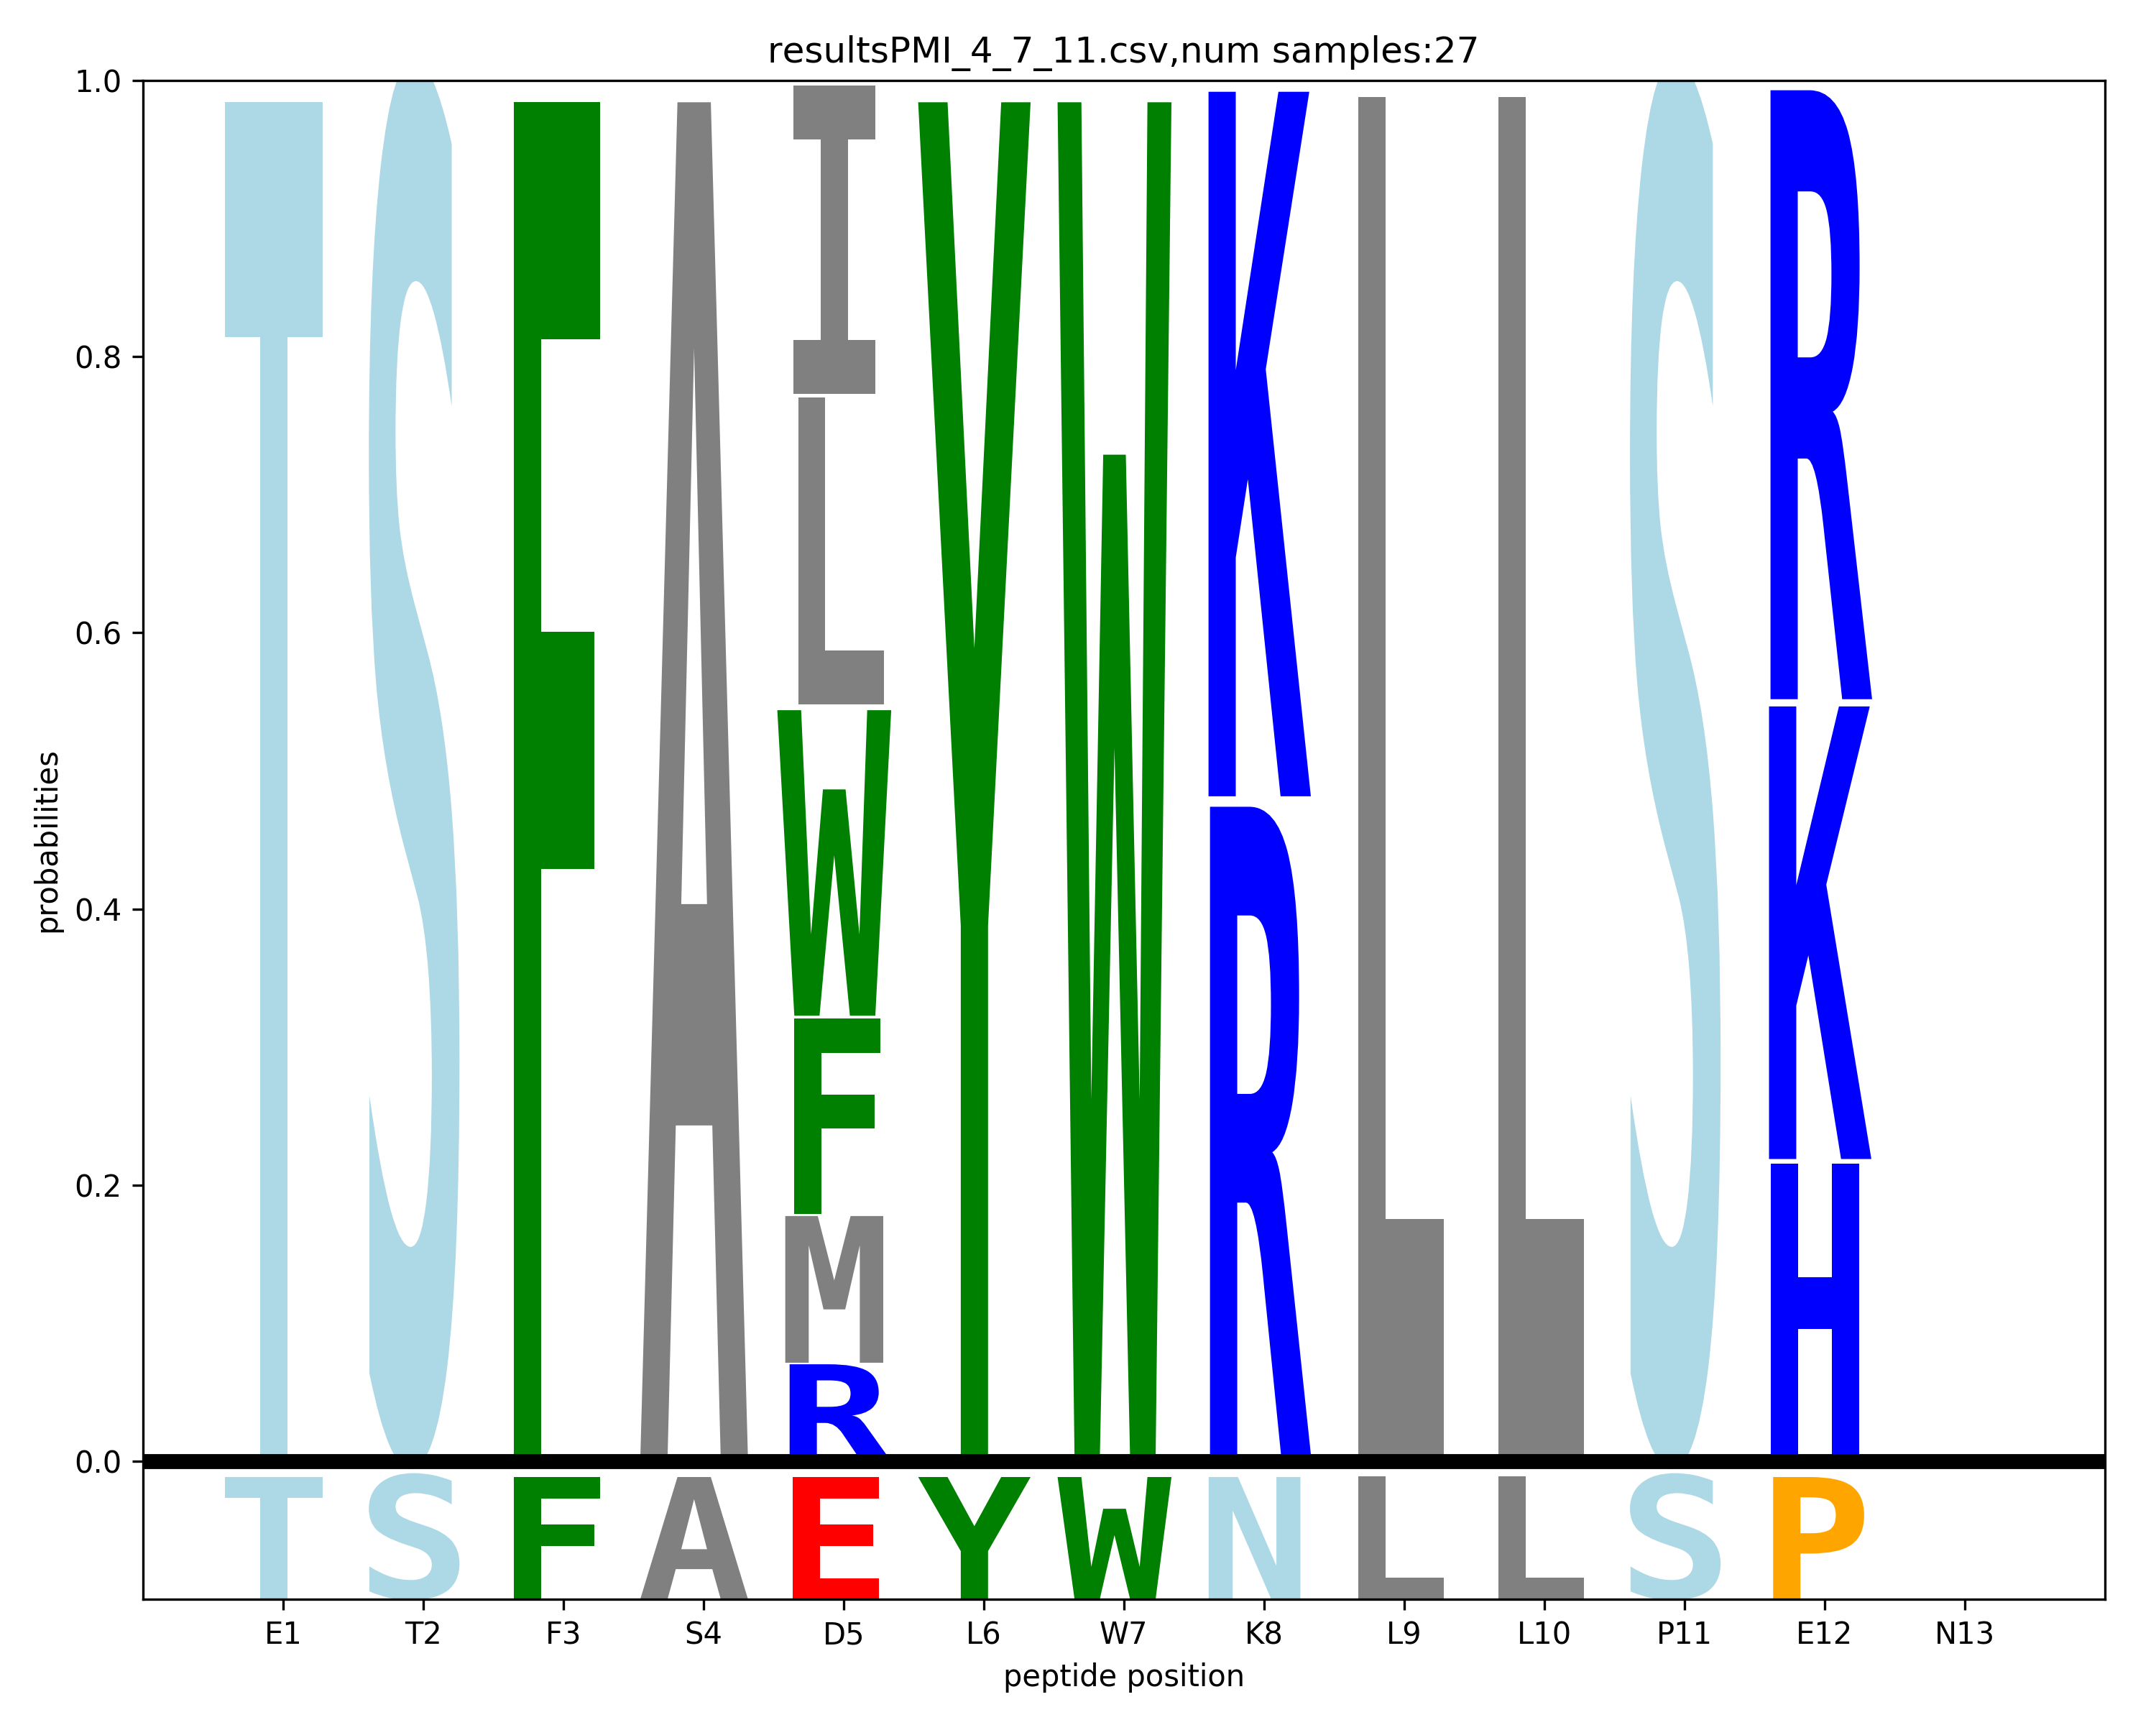 resultsPMI_4_7_11.csv,num samples:27
probabilities
1.0
0.8
0.6
0.4
0.2
0.0
T S F A I Y W K L L S R
L
W
F
M
R
R
K
H
T S F A E Y W N L L S P
E1 T2 F3 S4 D5 L6 W7 K8 L9 L10 P11 E12 N13
peptide position